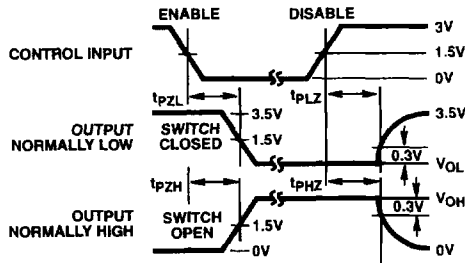 ENABLE DISABLE
3V
CONTROL INPUT 1.5V
0V
tPZL tPLZ
3.5V 3.5V
OUTPUT NORMALLY LOW
SWITCH CLOSED
1.5V
0.3V
VOL
tPZH tPHZ
VOH
0.3V
OUTPUT NORMALLY HIGH
SWITCH OPEN
1.5V
0V 0V